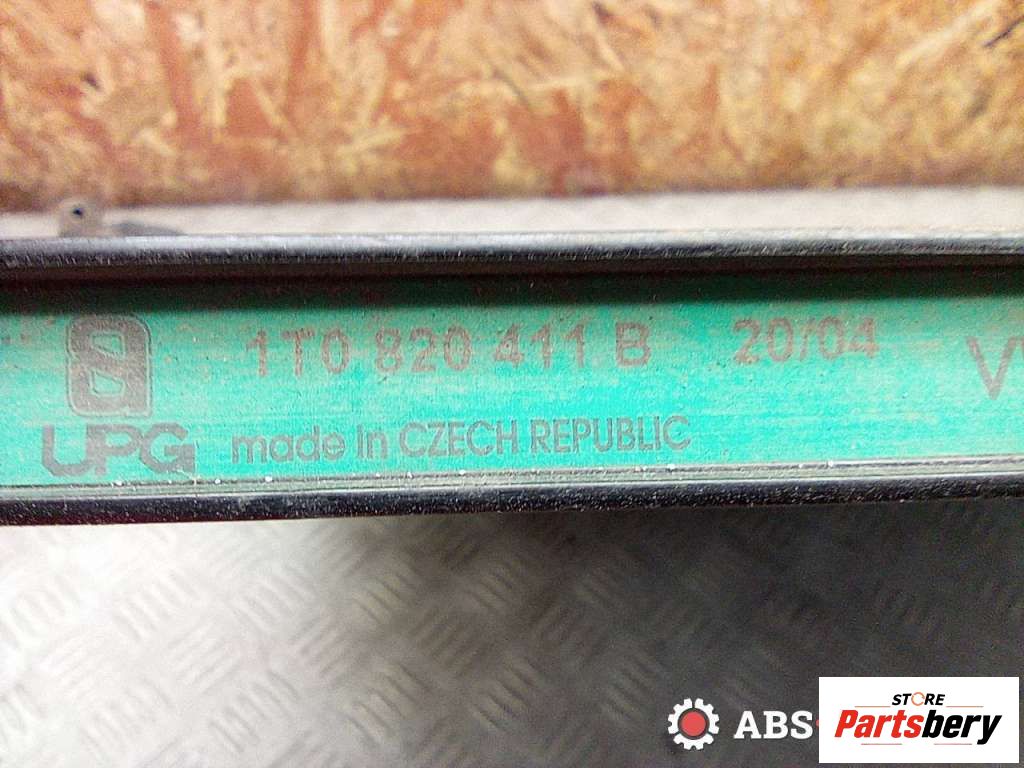 1T0 820 411 B 20/04
UPG made in CZECH REPUBLIC
ABS-
STORE
Partsbery